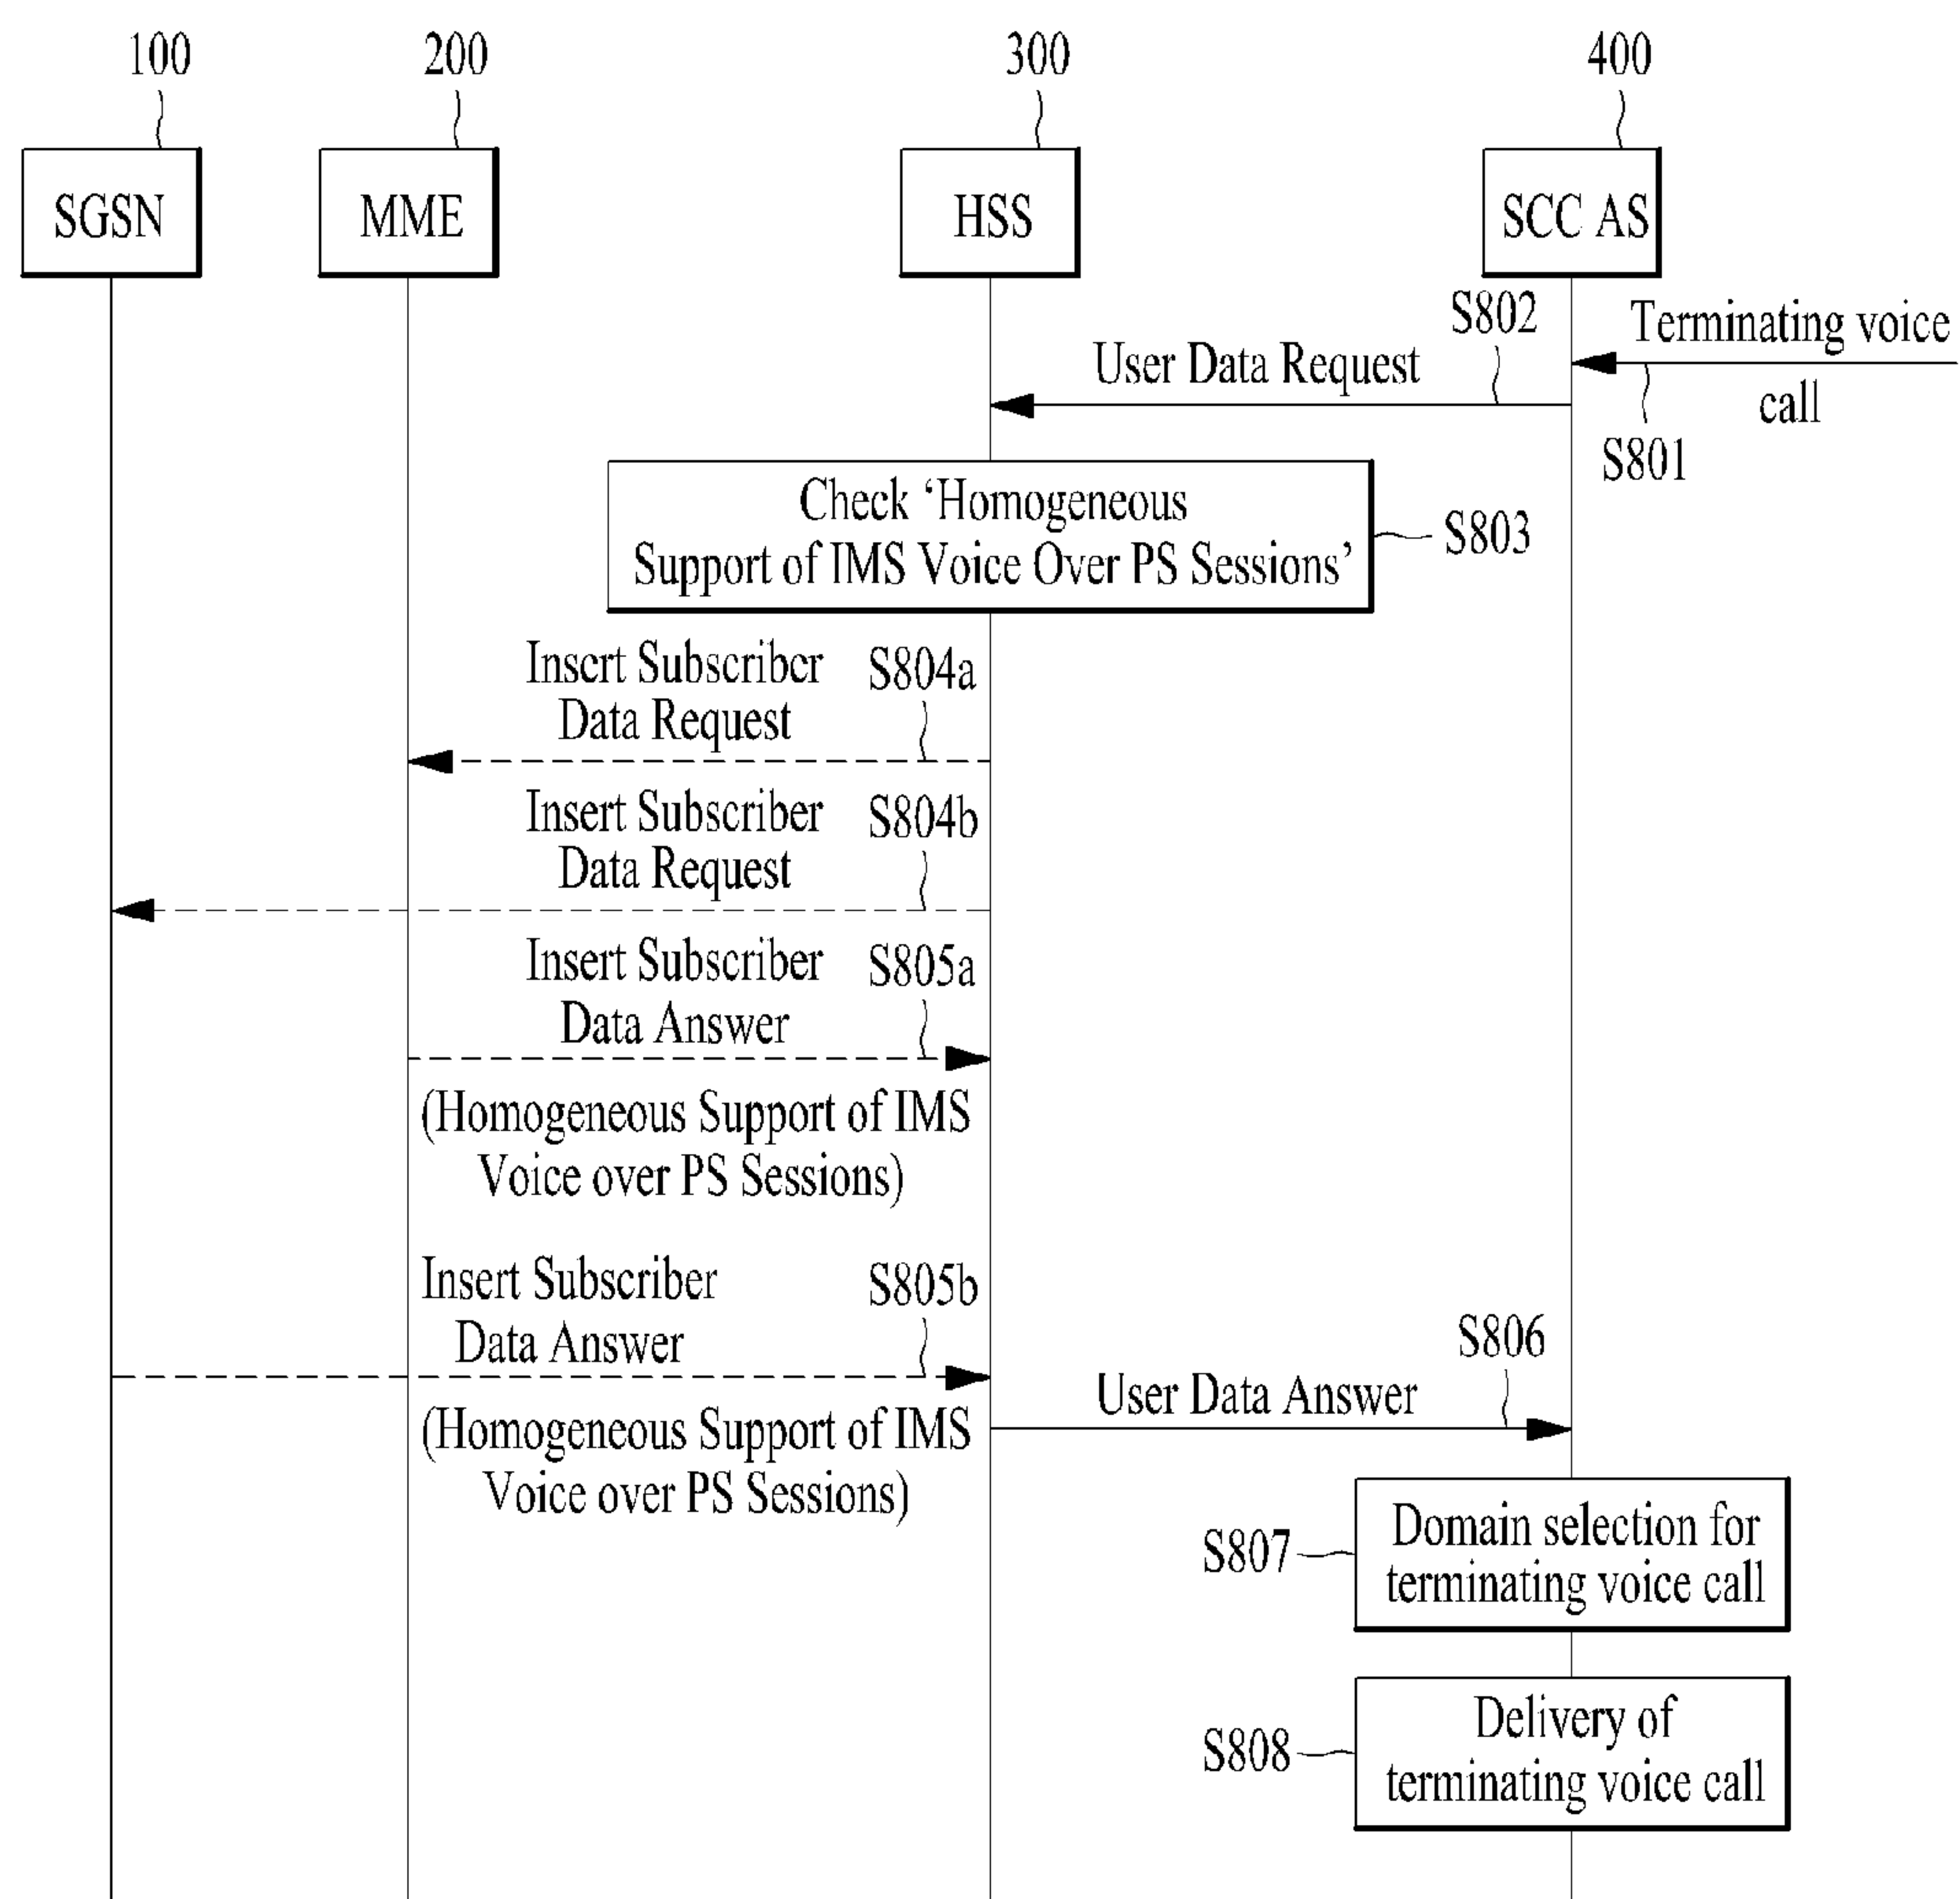 100
200
300
400
SGSN
MME
HSS
SCC AS
S802
Terminating voice
call
User Data Request
S801
Check ‘Homogeneous
Support of IMS Voice Over PS Sessions’
S803
Insert Subscriber
Data Request
S804a
Insert Subscriber
Data Request
S804b
Insert Subscriber
Data Answer
S805a
(Homogeneous Support of IMS
Voice over PS Sessions)
Insert Subscriber
Data Answer
S805b
(Homogeneous Support of IMS
Voice over PS Sessions)
S806
User Data Answer
S807
Domain selection for
terminating voice call
S808
Delivery of
terminating voice call